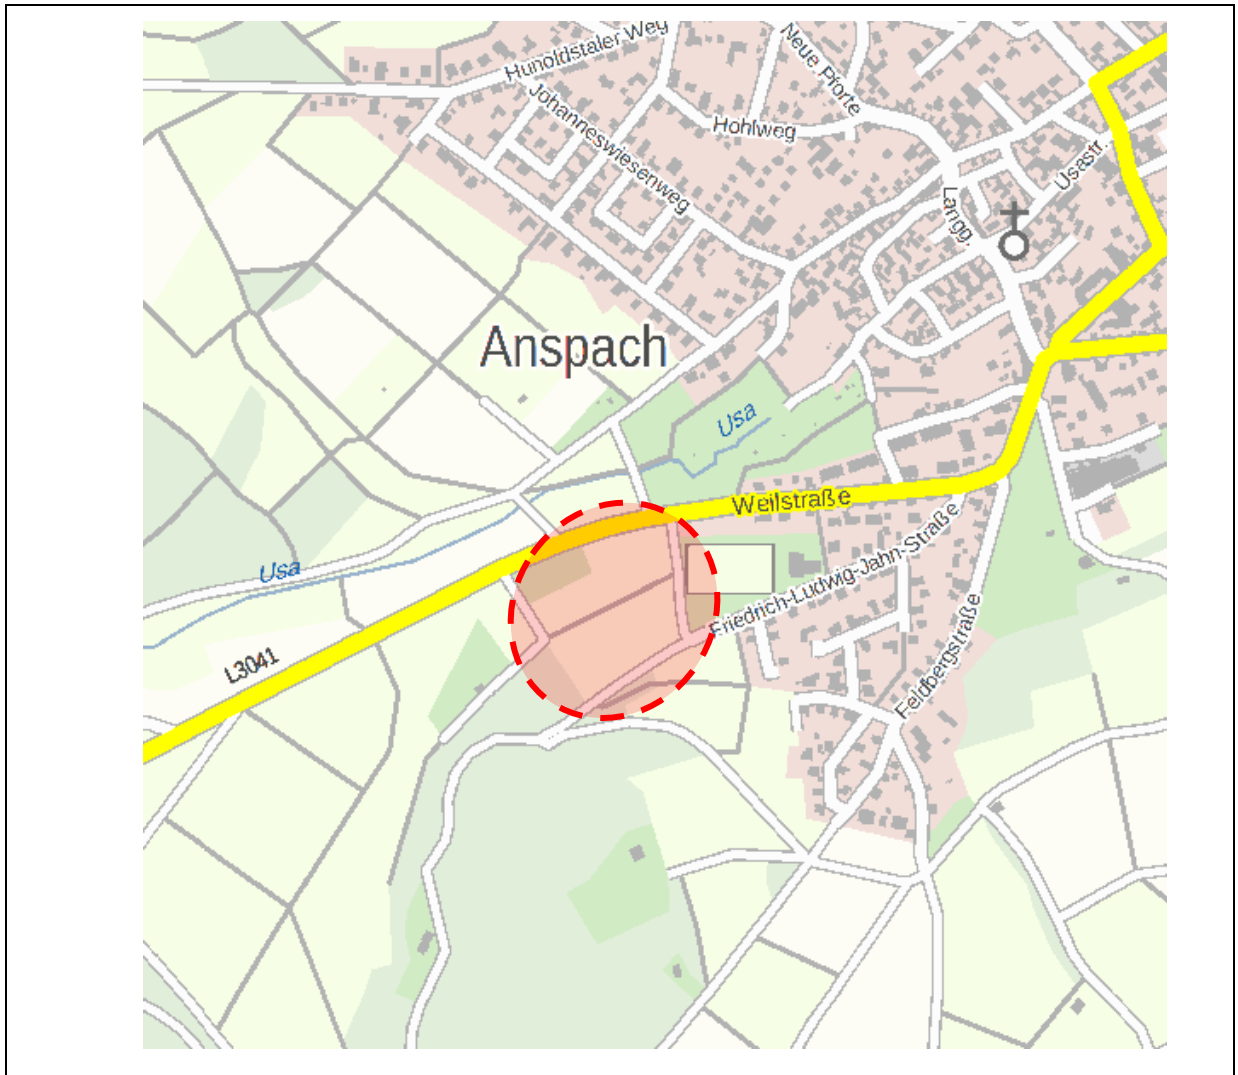 Hunoldstaler Weg
Neue Pforte
Johanneswiesenweg
Hohlweg
Usastr.
Langg.
Anspach
Usa
Weilstraße
Friedrich-Ludwig-Jahn-Straße
Usa
Feldbergstraße
L3041